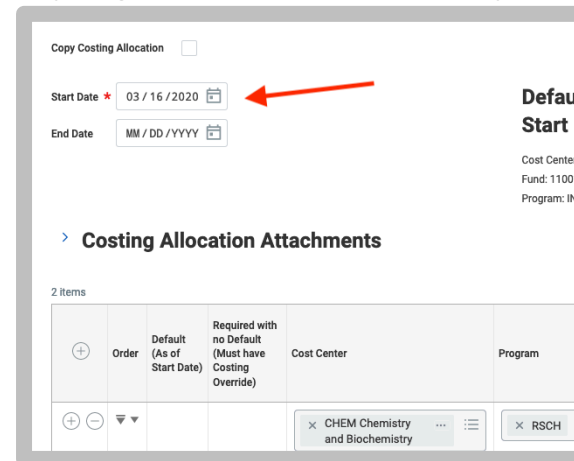 Copy Costing Allocation
Start Date * 03 / 16 / 2020
Defau
Start
End Date MM / DD / YYYY
Cost Cente
Fund: 1100
Program: IN
Costing Allocation Attachments
2 items
Order
Default
(As of
Start Date)
Required with
no Default
(Must have
Costing
Override)
Cost Center
Program
× CHEM Chemistry
and Biochemistry
...
× RSCH